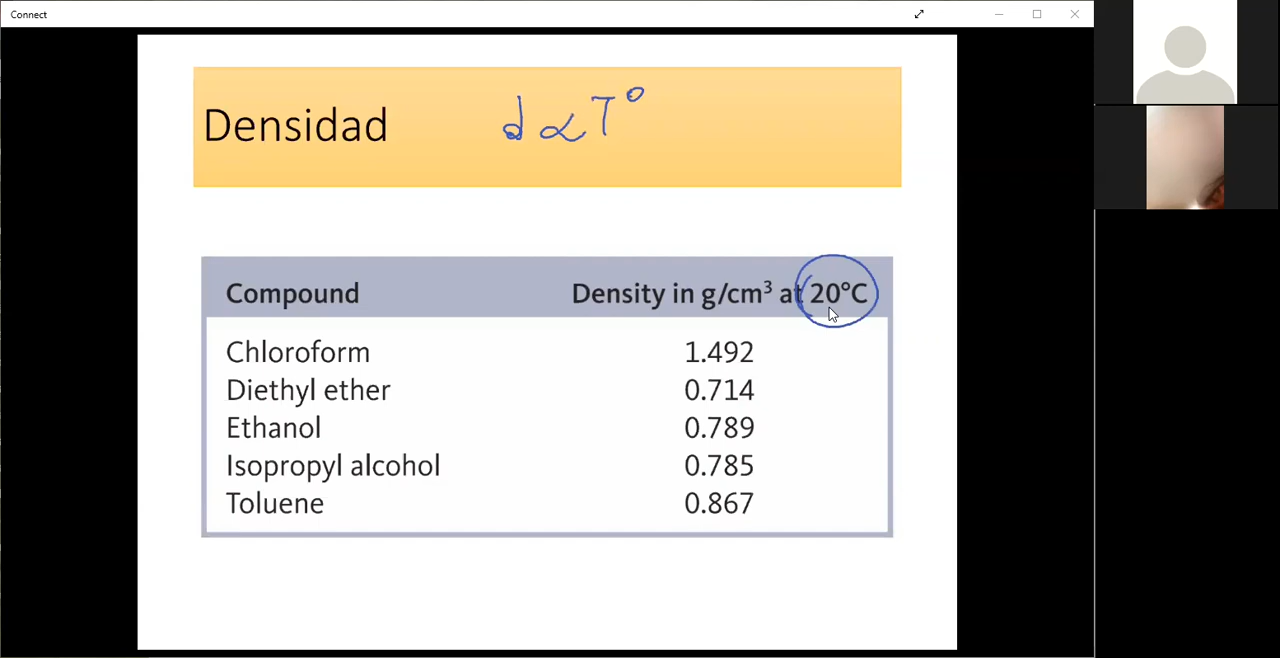 Connect
Densidad d α T°
Compound Density in g/cm³ at 20°C
Chloroform 1.492
Diethyl ether 0.714
Ethanol 0.789
Isopropyl alcohol 0.785
Toluene 0.867